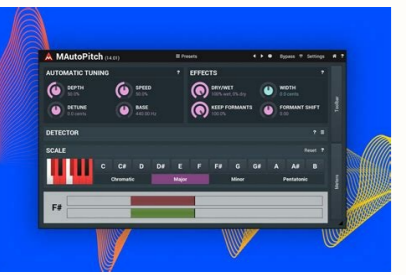 MAutoPitch (14.01)
Presets
Bypass
Settings
AUTOMATIC TUNING ?
DEPTH
50.0%
SPEED
50.0%
DETUNE
0.0 cents
BASE
440.00 Hz
EFFECTS ?
DRY/WET
100% wet, 0% dry
WIDTH
0.0 cents
KEEP FORMANTS
100.0%
FORMANT SHIFT
0.00
Toolbar
DETECTOR ?
SCALE Reset ?
C C# D D# E F F# G G# A A# B
Chromatic Major Minor Pentatonic
Meters
F#